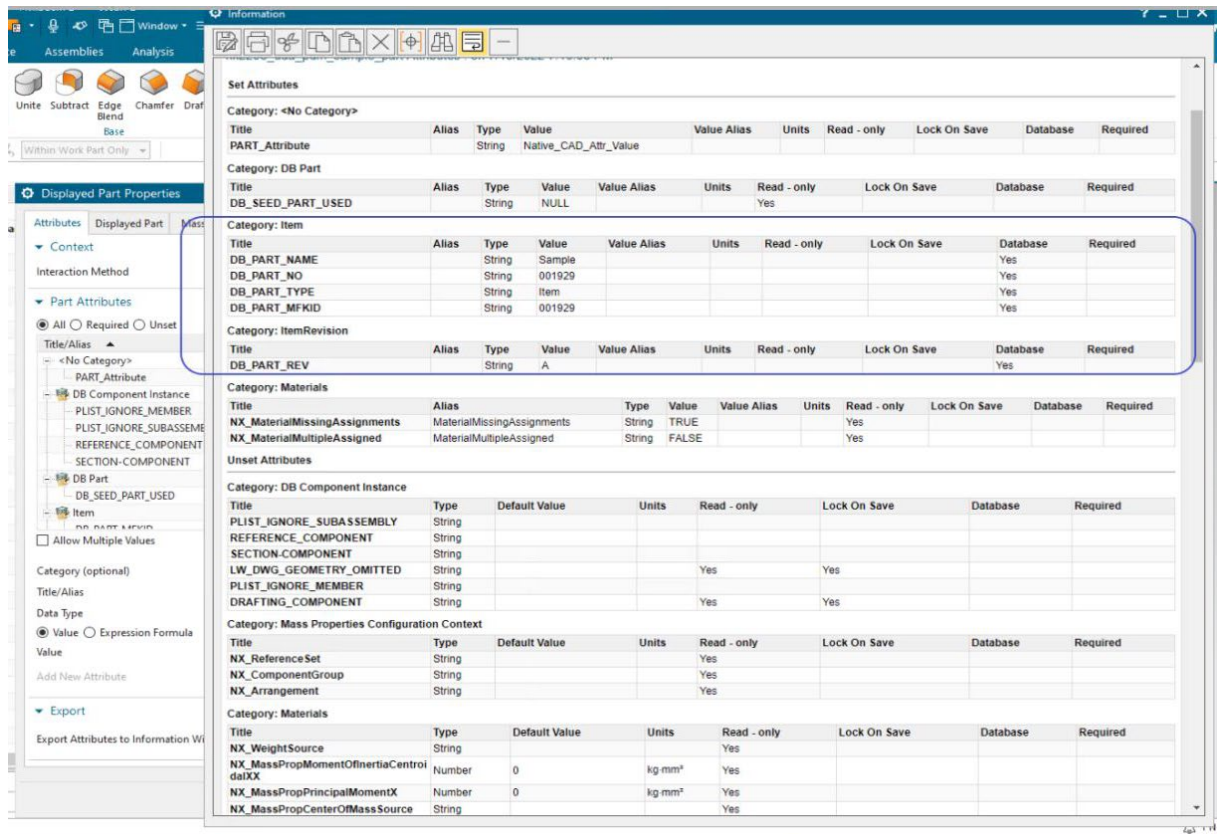 Window
Information
Assemblies Analysis
Unite Subtract Edge Blend Chamfer Draf
Base
Within Work Part Only
Set Attributes
Category: <No Category>
Title Alias Type Value Value Alias Units Read - only Lock On Save Database Required
PART_Attribute String Native_CAD_Attr_Value
Category: DB Part
Title Alias Type Value Value Alias Units Read - only Lock On Save Database Required
DB_SEED_PART_USED String NULL Yes
Category: Item
Title Alias Type Value Value Alias Units Read - only Lock On Save Database Required
DB_PART_NAME String Sample Yes
DB_PART_NO String 001929 Yes
DB_PART_TYPE String Item Yes
DB_PART_MFKID String 001929 Yes
Category: ItemRevision
Title Alias Type Value Value Alias Units Read - only Lock On Save Database Required
DB_PART_REV String A Yes
Category: Materials
Title Alias Type Value Value Alias Units Read - only Lock On Save Database Required
NX_MaterialMissingAssignments MaterialMissingAssignments String TRUE Yes
NX_MaterialMultipleAssigned MaterialMultipleAssigned String FALSE Yes
Unset Attributes
Category: DB Component Instance
Title Type Default Value Units Read - only Lock On Save Database Required
PLIST_IGNORE_SUBASSEMBLY String
REFERENCE_COMPONENT String
SECTION-COMPONENT String
LW_DWG_GEOMETRY_OMITTED String Yes Yes
PLIST_IGNORE_MEMBER String
DRAFTING_COMPONENT String Yes Yes
Category: Mass Properties Configuration Context
Title Type Default Value Units Read - only Lock On Save Database Required
NX_ReferenceSet String Yes
NX_ComponentGroup String Yes
NX_Arrangement String Yes
Category: Materials
Title Type Default Value Units Read - only Lock On Save Database Required
NX_WeightSource String Yes
NX_MassPropMomentOfInertiaCentroi
dalXX Number 0 kg·mm² Yes
NX_MassPropPrincipalMomentX Number 0 kg·mm² Yes
NX_MassPropCenterOfMassSource String Yes
Displayed Part Properties
Attributes Displayed Part Mass
Context
Interaction Method
Part Attributes
All Required Unset
Title/Alias
<No Category>
PART_Attribute
DB Component Instance
PLIST_IGNORE_MEMBER
PLIST_IGNORE_SUBASSEME
REFERENCE_COMPONENT
SECTION-COMPONENT
DB Part
DB_SEED_PART_USED
Item
Allow Multiple Values
Category (optional)
Title/Alias
Data Type
Value Expression Formula
Value
Add New Attribute
Export
Export Attributes to Information Wi